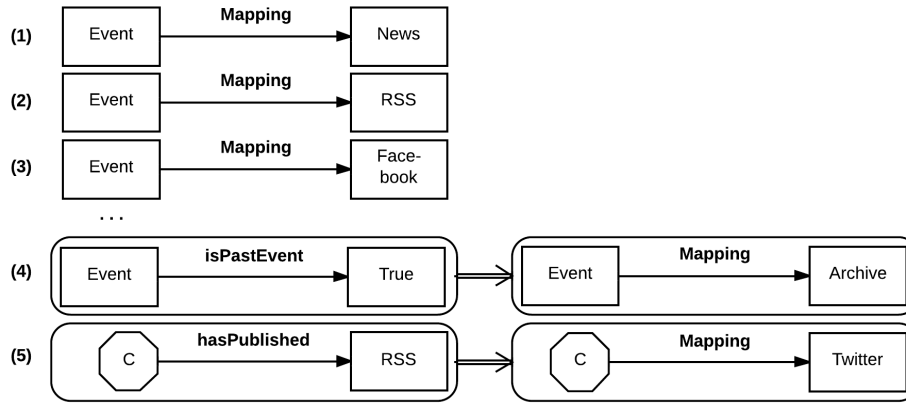 Mapping
(1) Event News
Mapping
(2) Event RSS
Mapping
(3) Event Face-
book
...
isPastEvent Mapping
(4) Event True Event Archive
hasPublished Mapping
(5) C RSS C Twitter